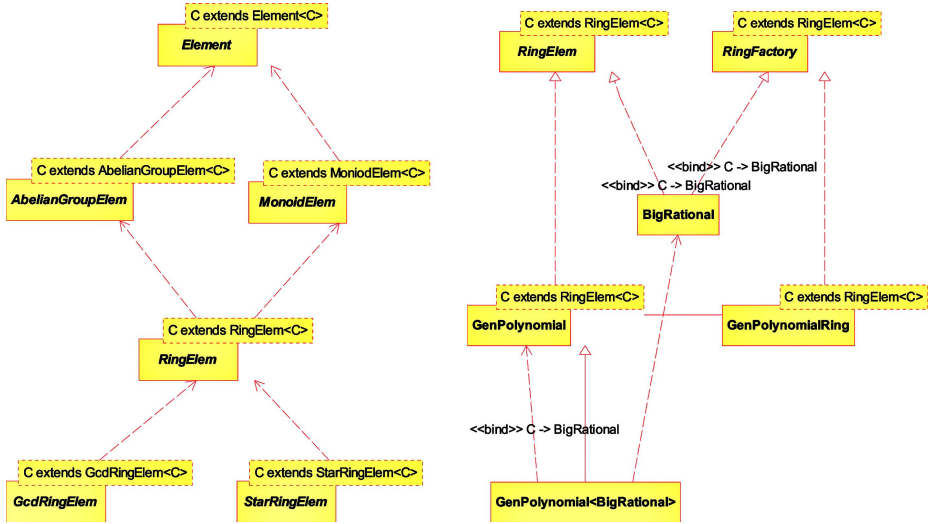 C extends Element<C>
Element
C extends AbelianGroupElem<C>
AbelianGroupElem
C extends MoniodElem<C>
MonoidElem
C extends RingElem<C>
RingElem
C extends GcdRingElem<C>
GcdRingElem
C extends StarRingElem<C>
StarRingElem
C extends RingElem<C>
RingElem
C extends RingElem<C>
RingFactory
<<bind>> C -> BigRational
<<bind>> C -> BigRational
BigRational
C extends RingElem<C>
GenPolynomial
C extends RingElem<C>
GenPolynomialRing
<<bind>> C -> BigRational
GenPolynomial<BigRational>